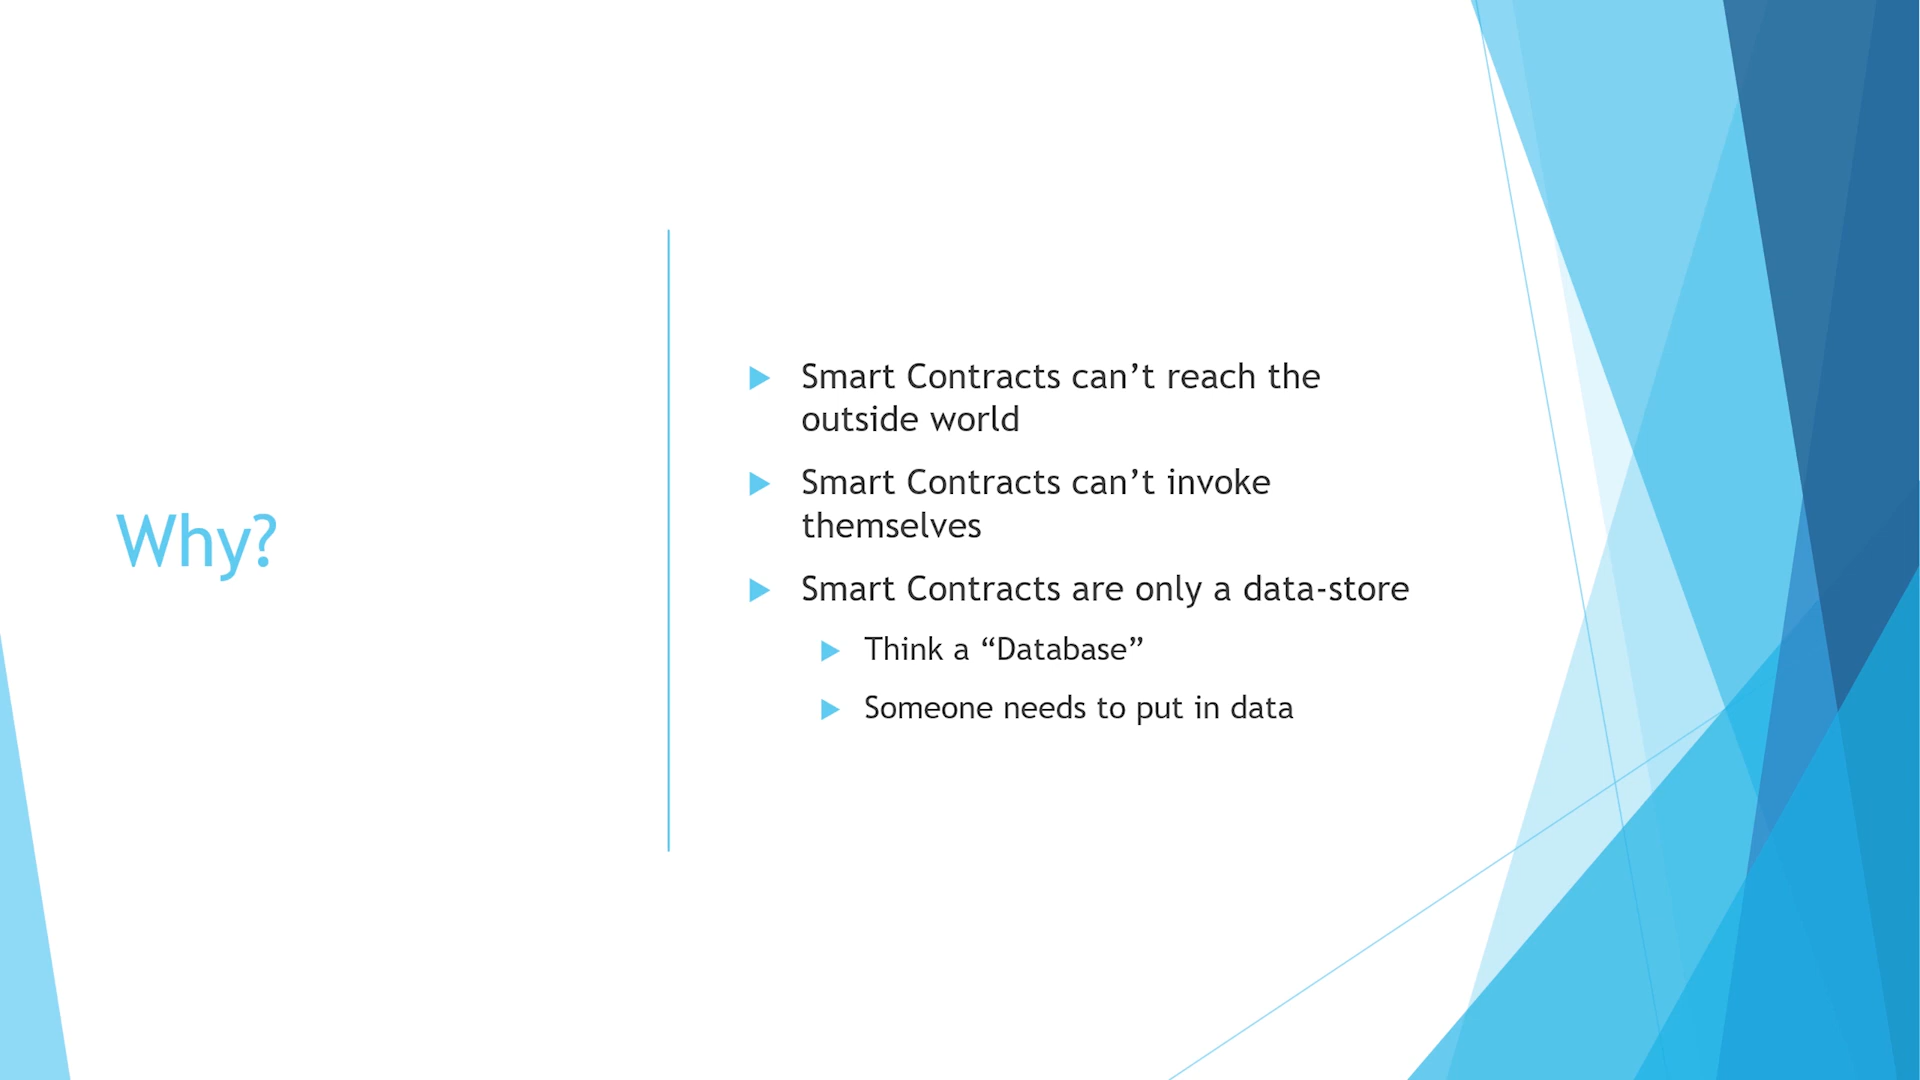 Why?
Smart Contracts can’t reach the
outside world
Smart Contracts can’t invoke
themselves
Smart Contracts are only a data-store
Think a “Database”
Someone needs to put in data